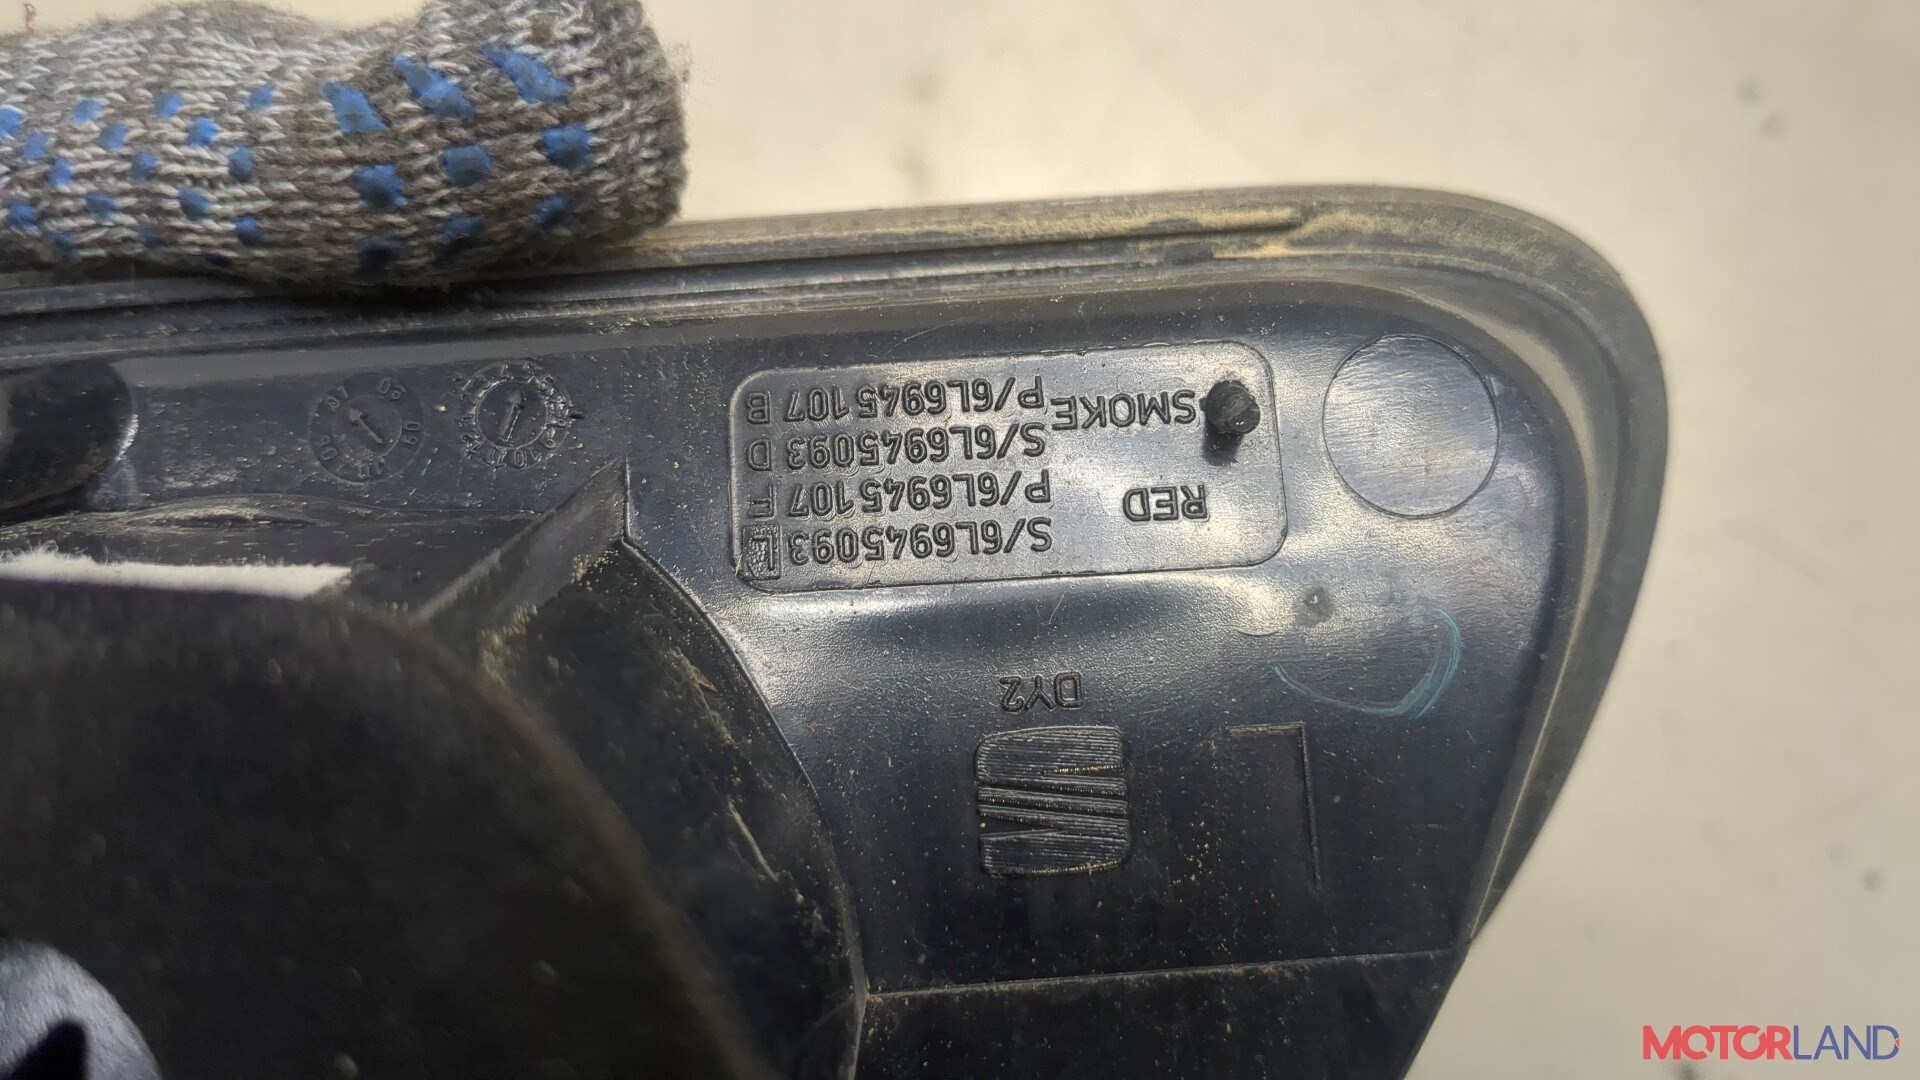 DY2
S/6L6945093 L
RED P/6L6945107 F
S/6L6945093 D
SMOKE P/6L6945107 B
MOTORLAND